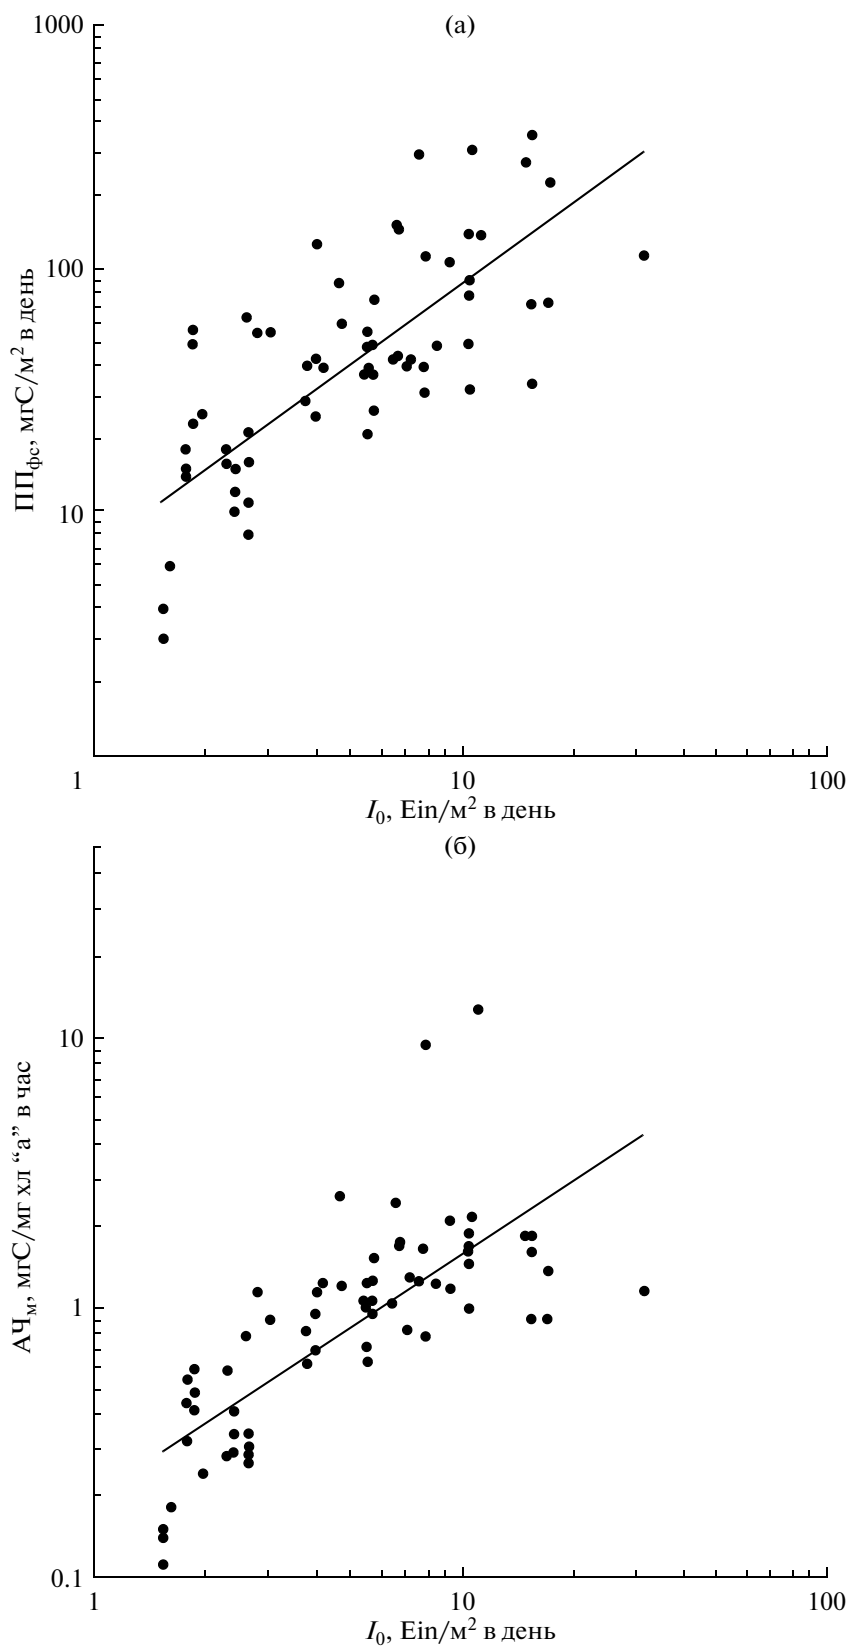 (а)
1000
100
10
1
ПП_фс, мгС/м² в день
1 10 100
I₀, Ein/м² в день
(б)
10
1
0.1
АЧ_м, мгС/мг хл “а” в час
1 10 100
I₀, Ein/м² в день